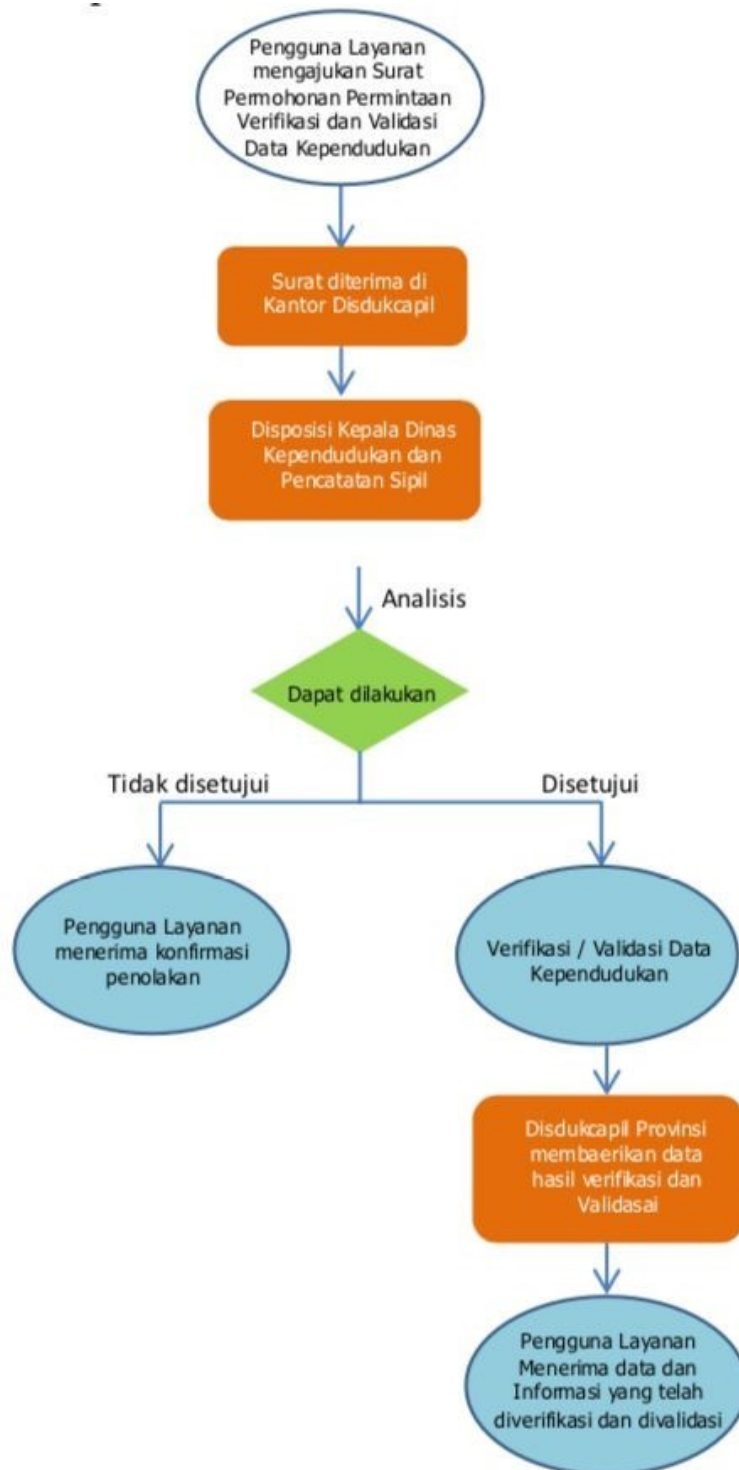 Pengguna Layanan
mengajukan Surat
Permohonan Permintaan
Verifikasi dan Validasi
Data Kependudukan
Surat diterima di
Kantor Disdukcapil
Disposisi Kepala Dinas
Kependudukan dan
Pencatatan Sipil
Analisis
Dapat dilakukan
Tidak disetujui
Disetujui
Pengguna Layanan
menerima konfirmasi
penolakan
Verifikasi / Validasi Data
Kependudukan
Disdukcapil Provinsi
membaerikan data
hasil verifikasi dan
Validasai
Pengguna Layanan
Menerima data dan
Informasi yang telah
diverifikasi dan divalidasi